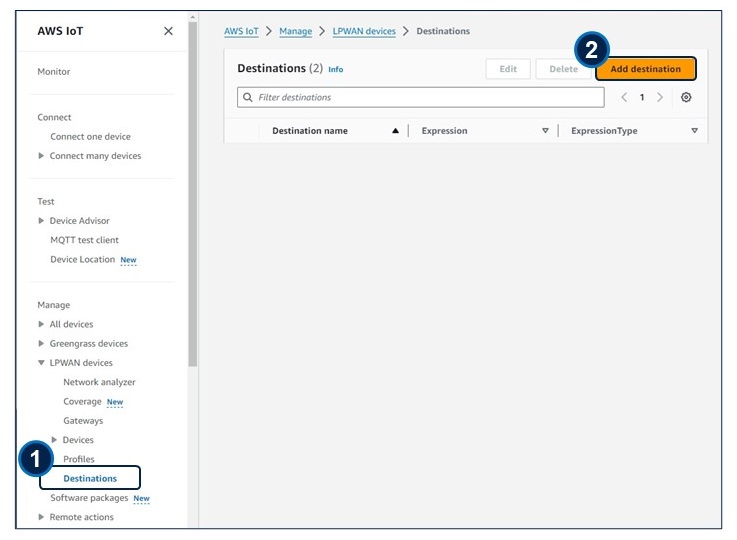 AWS IoT
Monitor
Connect
Connect one device
Connect many devices
Test
Device Advisor
MQTT test client
Device Location New
Manage
All devices
Greengrass devices
LPWAN devices
Network analyzer
Coverage New
Gateways
Devices
1
Profiles
Destinations
Software packages New
Remote actions
AWS IoT > Manage > LPWAN devices > Destinations
2
Destinations (2) Info
Edit
Delete
Add destination
Filter destinations
< 1 >
Destination name
Expression
ExpressionType